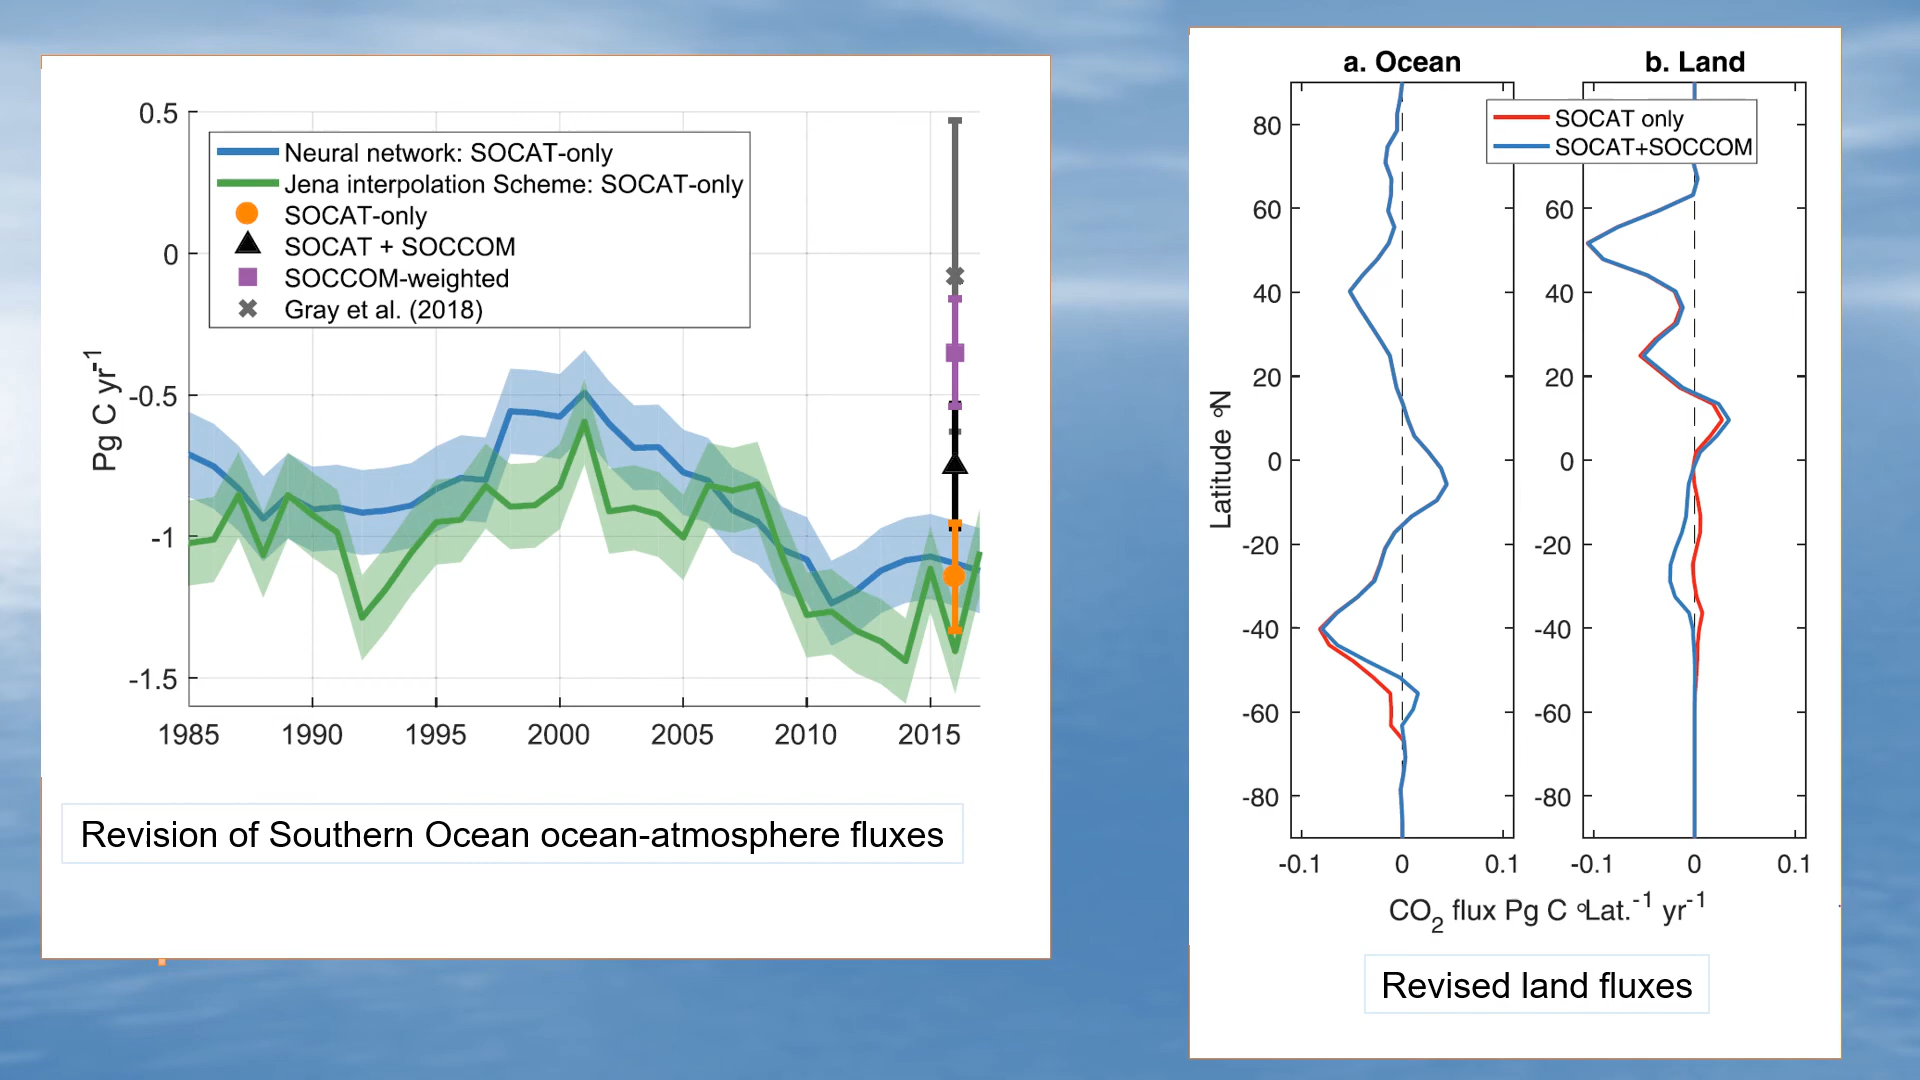 0.5
0
-0.5
-1
-1.5
Pg C yr-1
Neural network: SOCAT-only
Jena interpolation Scheme: SOCAT-only
SOCAT-only
SOCAT + SOCCOM
SOCCOM-weighted
Gray et al. (2018)
1985 1990 1995 2000 2005 2010 2015
Revision of Southern Ocean ocean-atmosphere fluxes
a. Ocean
b. Land
SOCAT only
SOCAT+SOCCOM
Latitude °N
80
60
40
20
0
-20
-40
-60
-80
60
40
20
0
-20
-40
-60
-80
-0.1 0 0.1
-0.1 0 0.1
CO2 flux Pg C °Lat.-1 yr-1
Revised land fluxes